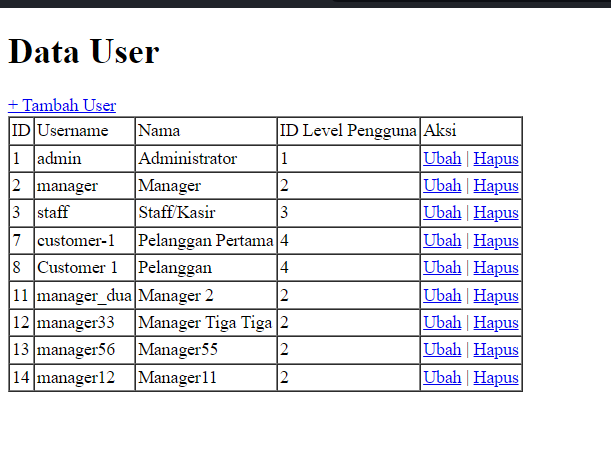 Data User
+ Tambah User
ID Username Nama ID Level Pengguna Aksi
1 admin Administrator 1 Ubah | Hapus
2 manager Manager 2 Ubah | Hapus
3 staff Staff/Kasir 3 Ubah | Hapus
7 customer-1 Pelanggan Pertama 4 Ubah | Hapus
8 Customer 1 Pelanggan 4 Ubah | Hapus
11 manager_dua Manager 2 2 Ubah | Hapus
12 manager33 Manager Tiga Tiga 2 Ubah | Hapus
13 manager56 Manager55 2 Ubah | Hapus
14 manager12 Manager11 2 Ubah | Hapus